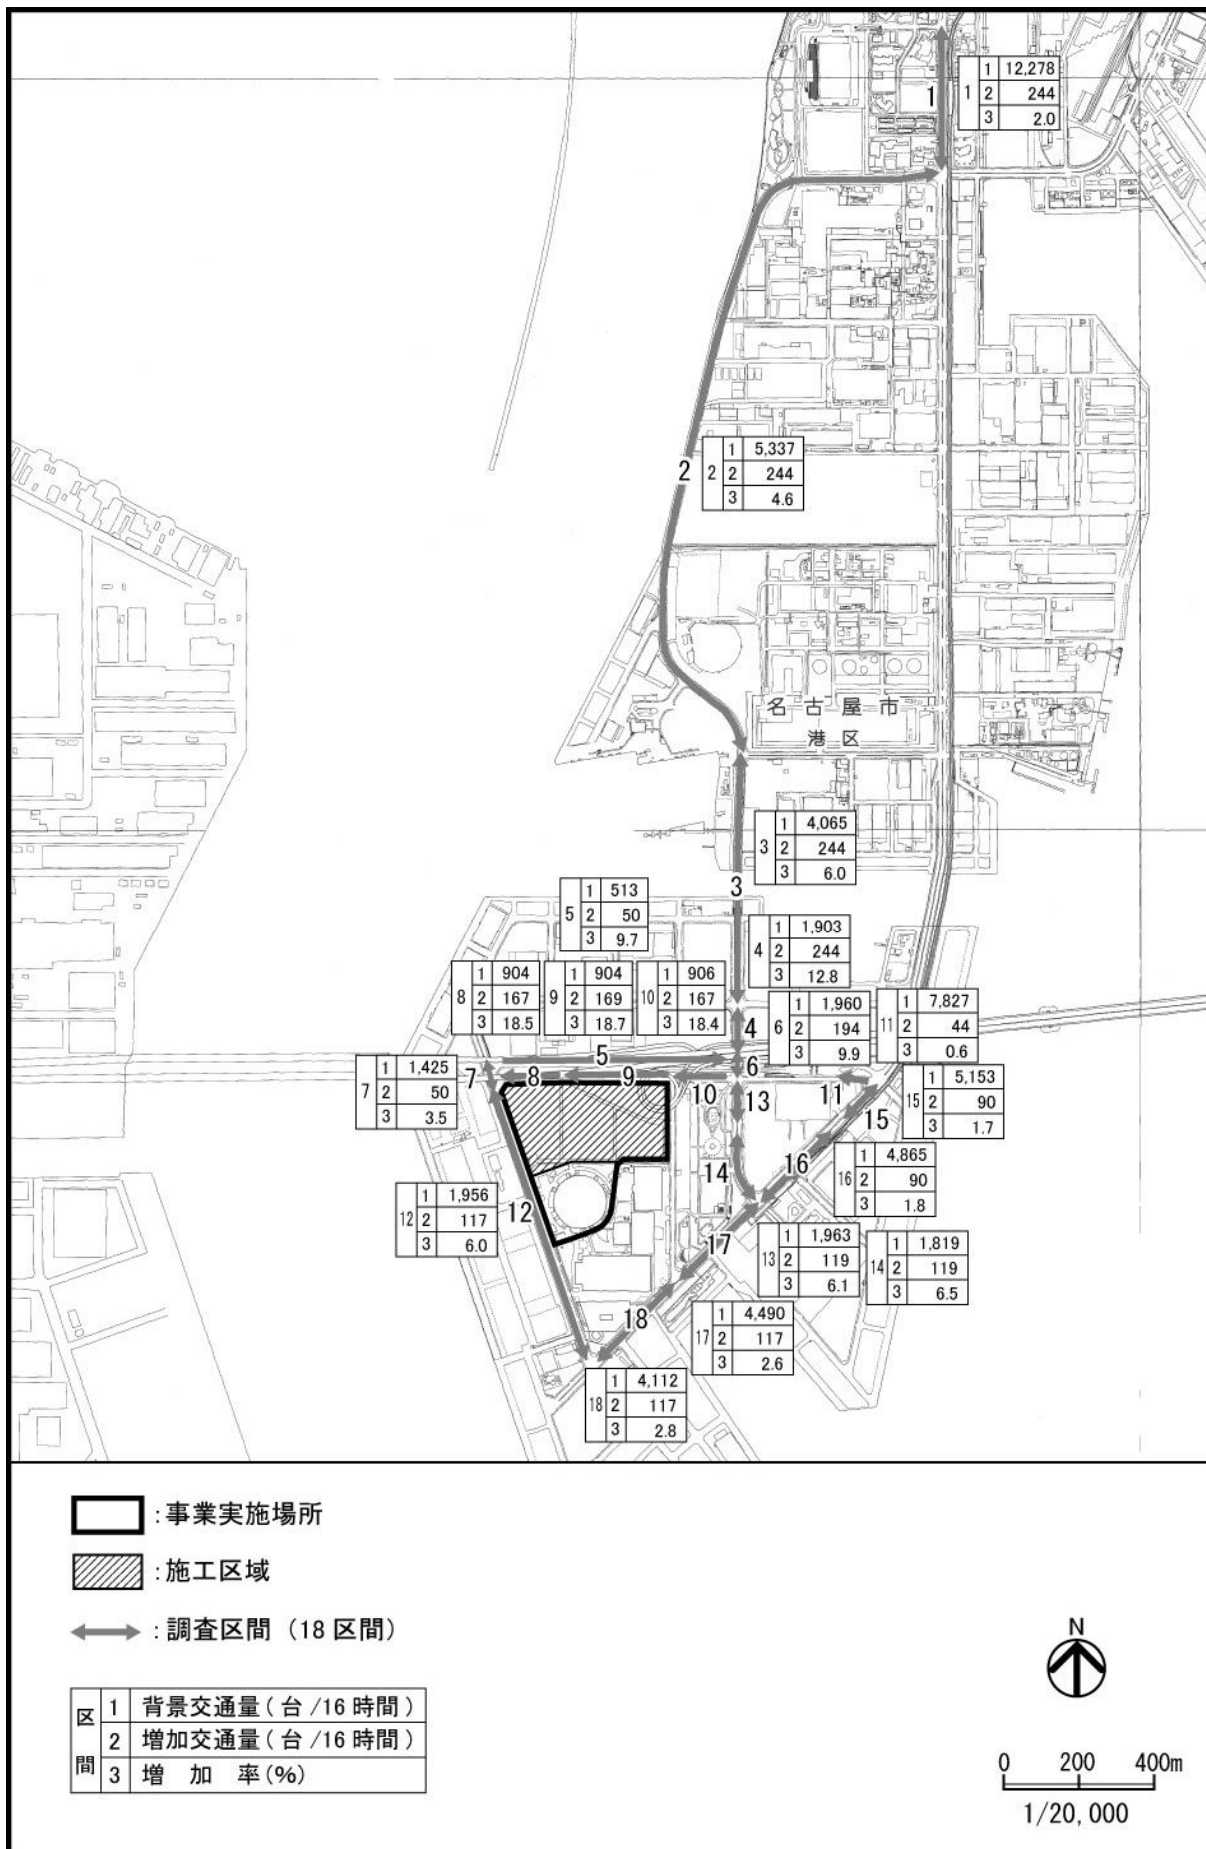 1
1 1 12,278
2 244
3 2.0
2
2 1 5,337
2 244
3 4.6
名古屋市
港区
3 1 4,065
2 244
3 6.0
3
5 1 513
2 50
3 9.7
4 1 1,903
2 244
3 12.8
8 1 904
2 167
3 18.5
9 1 904
2 169
3 18.7
10 1 906
2 167
3 18.4
4
6 1 1,960
2 194
3 9.9
11 1 7,827
2 44
3 0.6
5
6
7 1 1,425
2 50
3 3.5
7
8
9
10
13
11
15
15 1 5,153
2 90
3 1.7
14
16
16 1 4,865
2 90
3 1.8
12 1 1,956
2 117
3 6.0
12
17
13 1 1,963
2 119
3 6.1
14 1 1,819
2 119
3 6.5
18
17 1 4,490
2 117
3 2.6
18 1 4,112
2 117
3 2.8
:事業実施場所
:施工区域
:調査区間(18区間)
区間
1 背景交通量(台/16時間)
2 増加交通量(台/16時間)
3 増加率(%)
N
0 200 400m
1/20,000